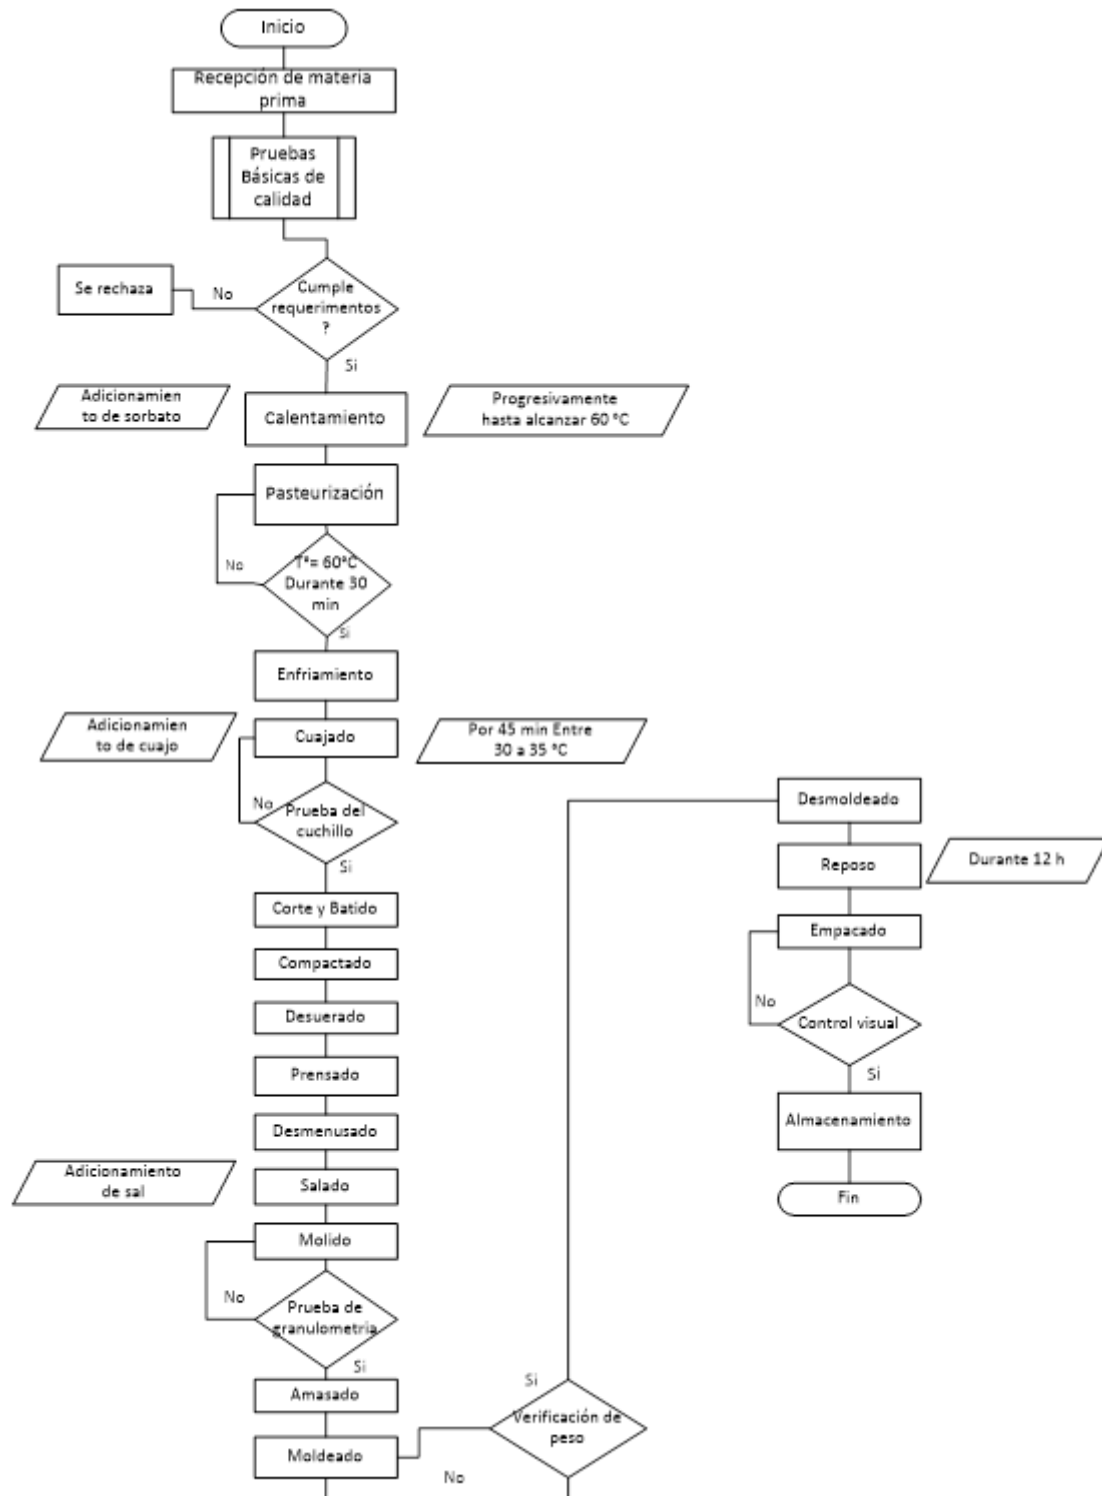 Inicio
Recepción de materia
prima
Pruebas
Básicas de
calidad
Cumple
requerimentos
?
No
Se rechaza
Si
Adicionamien
to de sorbato
Calentamiento
Progresivamente
hasta alcanzar 60 °C
Pasteurización
T°= 60°C
Durante 30
min
No
Si
Enfriamiento
Adicionamien
to de cuajo
Cuajado
Por 45 min Entre
30 a 35 °C
No
Prueba del
cuchillo
Si
Corte y Batido
Compactado
Desuerado
Prensado
Desmenusado
Adicionamiento
de sal
Salado
Molido
No
Prueba de
granulometria
Si
Amasado
Moldeado
No
Verificación de
peso
Si
Desmoldeado
Reposo
Durante 12 h
Empacado
No
Control visual
Si
Almacenamiento
Fin